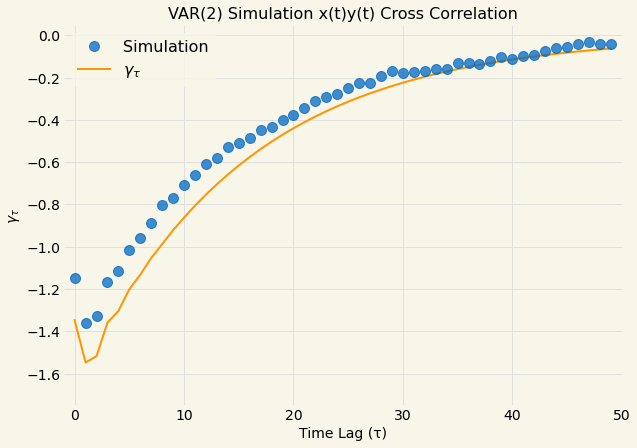 VAR(2) Simulation x(t)y(t) Cross Correlation
Simulation
γτ
γτ
0.0
−0.2
−0.4
−0.6
−0.8
−1.0
−1.2
−1.4
−1.6
0 10 20 30 40 50
Time Lag (τ)